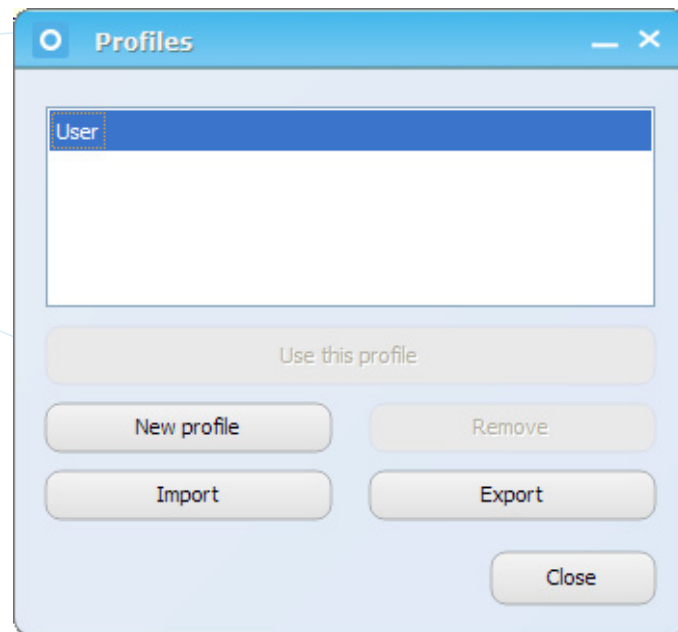 Profiles
User
Use this profile
New profile
Remove
Import
Export
Close